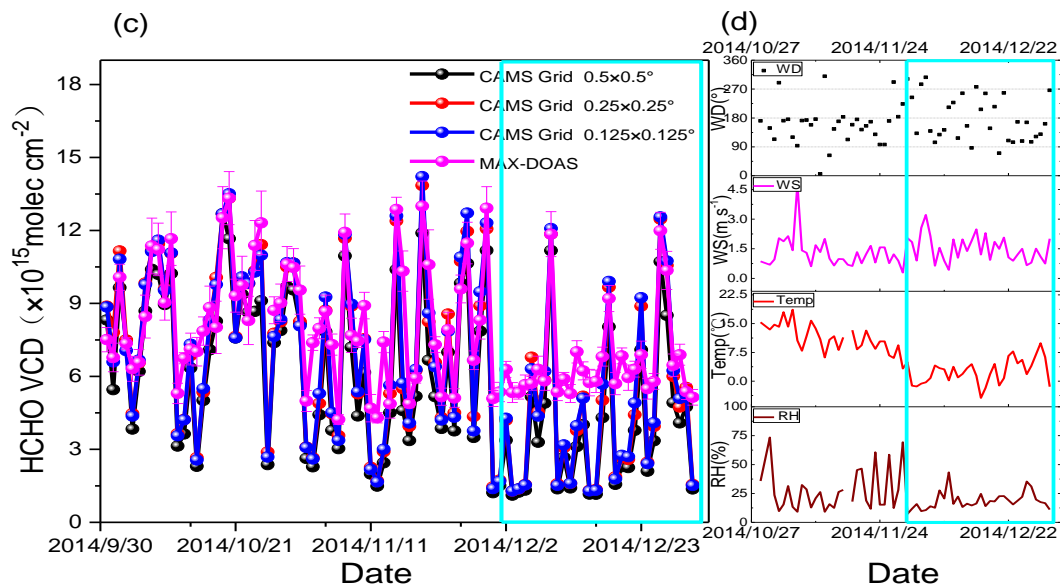 (c)
HCHO VCD (×10¹⁵molec cm⁻²)
18
15
12
9
6
3
0
CAMS Grid 0.5×0.5°
CAMS Grid 0.25×0.25°
CAMS Grid 0.125×0.125°
MAX-DOAS
2014/9/30 2014/10/21 2014/11/11 2014/12/2 2014/12/23
Date
(d)
2014/10/27 2014/11/24 2014/12/22
WD(°)
360
270
180
90
WD
WS(m s⁻¹)
4.5
3.0
1.5
0.0
WS
Temp(C)
22.5
15.0
7.5
0.0
Temp
RH(%)
100
75
50
25
0
RH
2014/10/27 2014/11/24 2014/12/22
Date